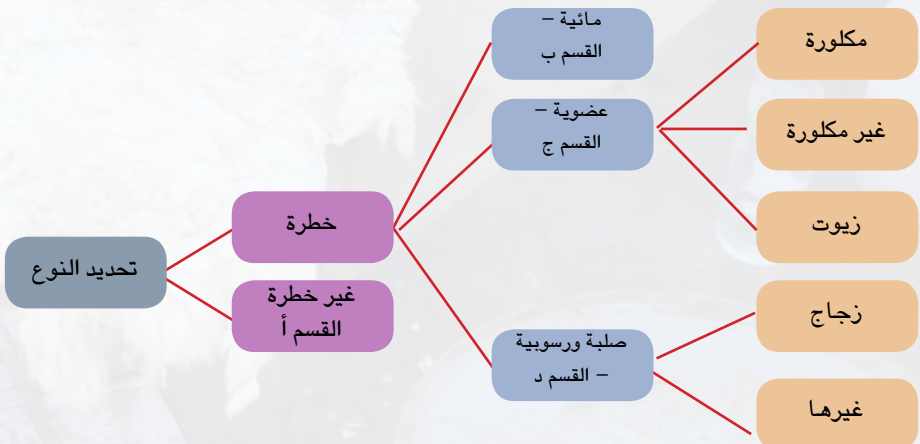 تحديد النوع
خطرة
غير خطرة
القسم أ
مائية –
القسم ب
عضوية –
القسم ج
صلبة ورسوبية
– القسم د
مكلورة
غير مكلورة
زيوت
زجاج
غيرها